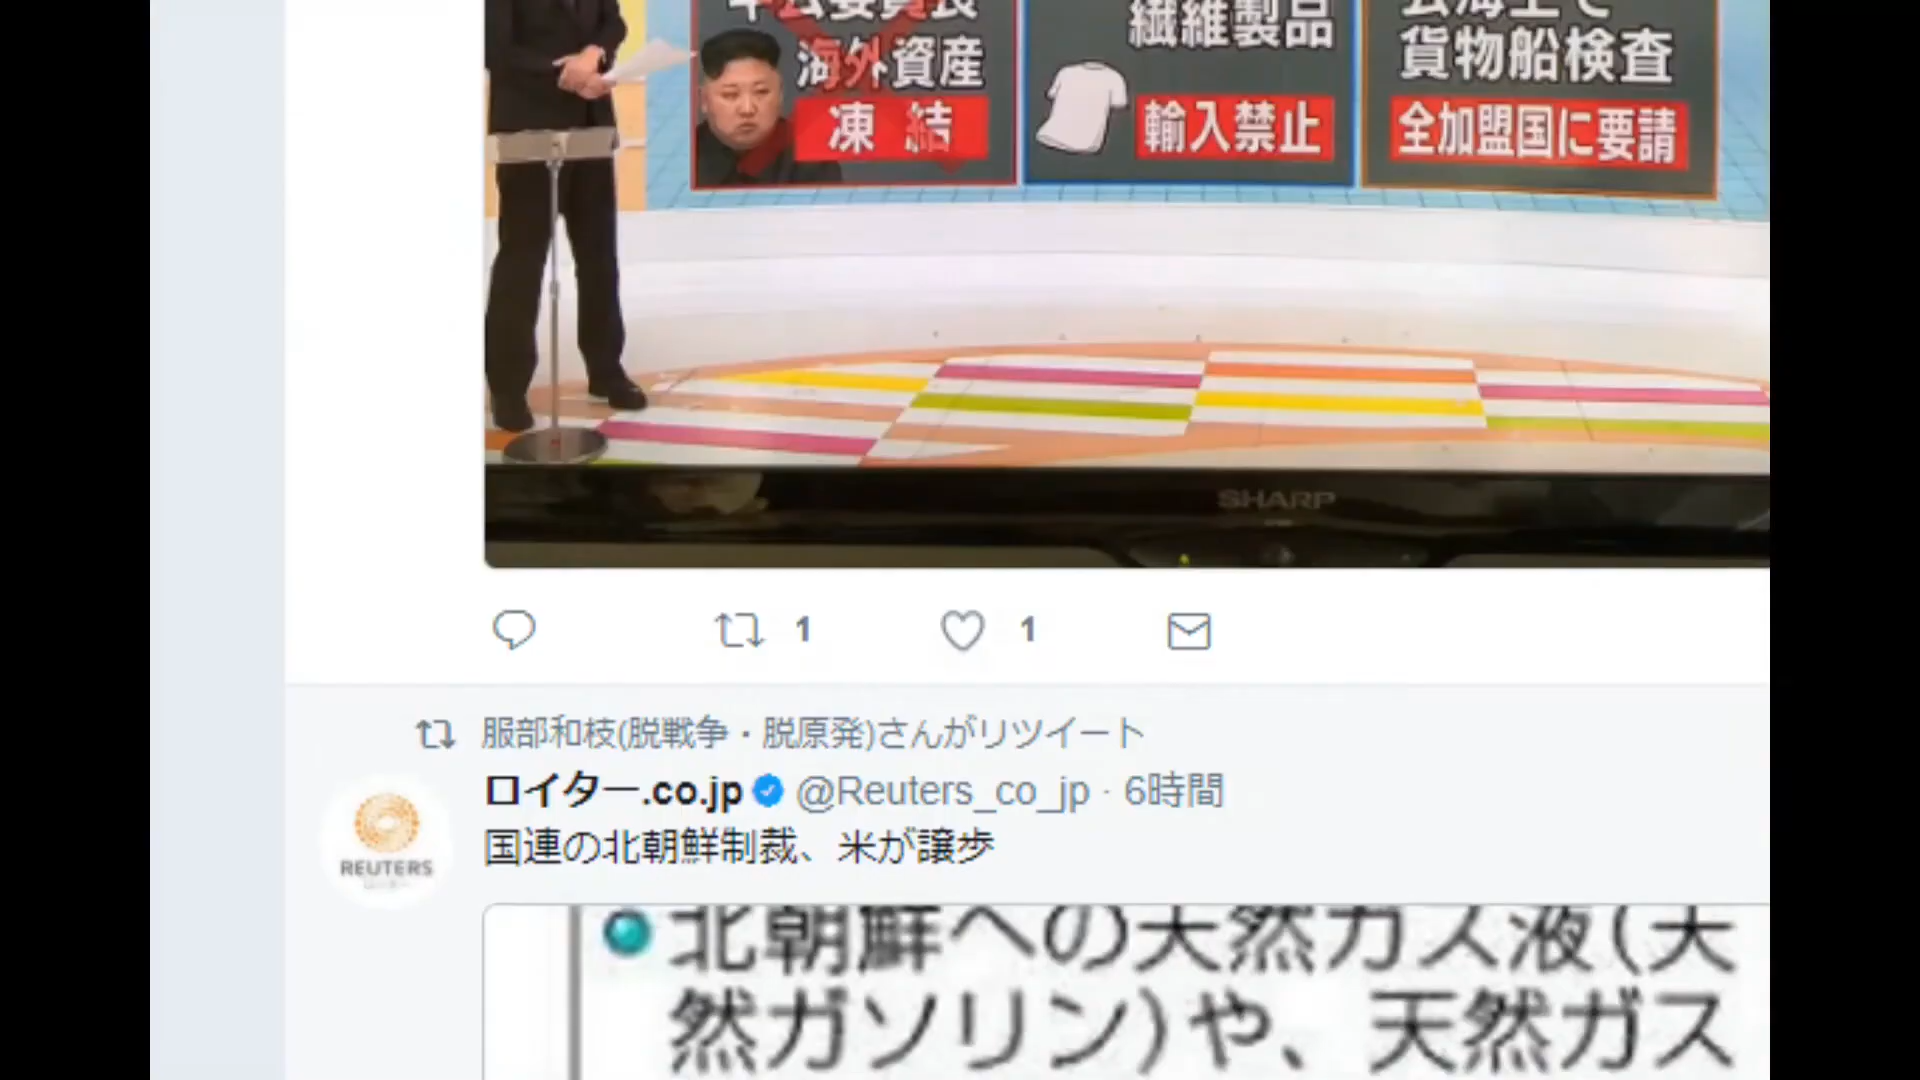 海外資産
凍結
繊維製品
輸入禁止
貨物船検査
全加盟国に要請
SHARP
1
1
服部和枝(脱戦争・脱原発)さんがリツイート
ロイター.co.jp @Reuters_co_jp · 6時間
国連の北朝鮮制裁、米が譲歩
REUTERS
北朝鮮への天然ガス液(天
然ガソリン)や、天然ガス